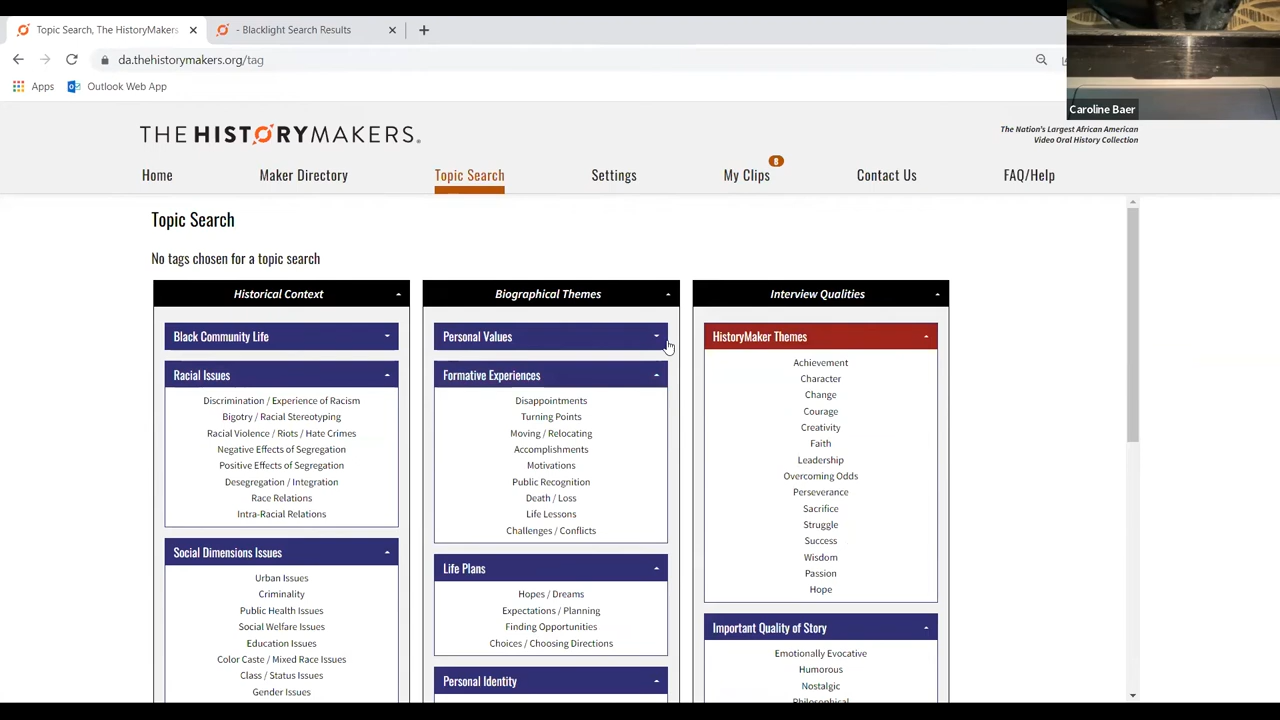 Topic Search, The HistoryMakers
- Blacklight Search Results
da.thehistorymakers.org/tag
Apps
Outlook Web App
Caroline Baer
THE HISTORYMAKERS.
The Nation's Largest African American
Video Oral History Collection
8
Home
Maker Directory
Topic Search
Settings
My Clips
Contact Us
FAQ/Help
Topic Search
No tags chosen for a topic search
Historical Context
Black Community Life
Racial Issues
Discrimination / Experience of Racism
Bigotry / Racial Stereotyping
Racial Violence / Riots / Hate Crimes
Negative Effects of Segregation
Positive Effects of Segregation
Desegregation / Integration
Race Relations
Intra-Racial Relations
Social Dimensions Issues
Urban Issues
Criminality
Public Health Issues
Social Welfare Issues
Education Issues
Color Caste / Mixed Race Issues
Class / Status Issues
Gender Issues
Biographical Themes
Personal Values
Formative Experiences
Disappointments
Turning Points
Moving / Relocating
Accomplishments
Motivations
Public Recognition
Death / Loss
Life Lessons
Challenges / Conflicts
Life Plans
Hopes / Dreams
Expectations / Planning
Finding Opportunities
Choices / Choosing Directions
Personal Identity
Interview Qualities
HistoryMaker Themes
Achievement
Character
Change
Courage
Creativity
Faith
Leadership
Overcoming Odds
Perseverance
Sacrifice
Struggle
Success
Wisdom
Passion
Hope
Important Quality of Story
Emotionally Evocative
Humorous
Nostalgic
Philosophical